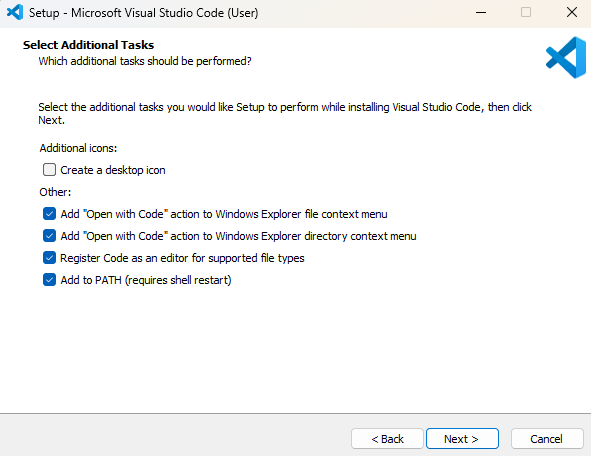 Setup - Microsoft Visual Studio Code (User)
Select Additional Tasks
Which additional tasks should be performed?
Select the additional tasks you would like Setup to perform while installing Visual Studio Code, then click
Next.
Additional icons:
Create a desktop icon
Other:
Add "Open with Code" action to Windows Explorer file context menu
Add "Open with Code" action to Windows Explorer directory context menu
Register Code as an editor for supported file types
Add to PATH (requires shell restart)
< Back Next > Cancel